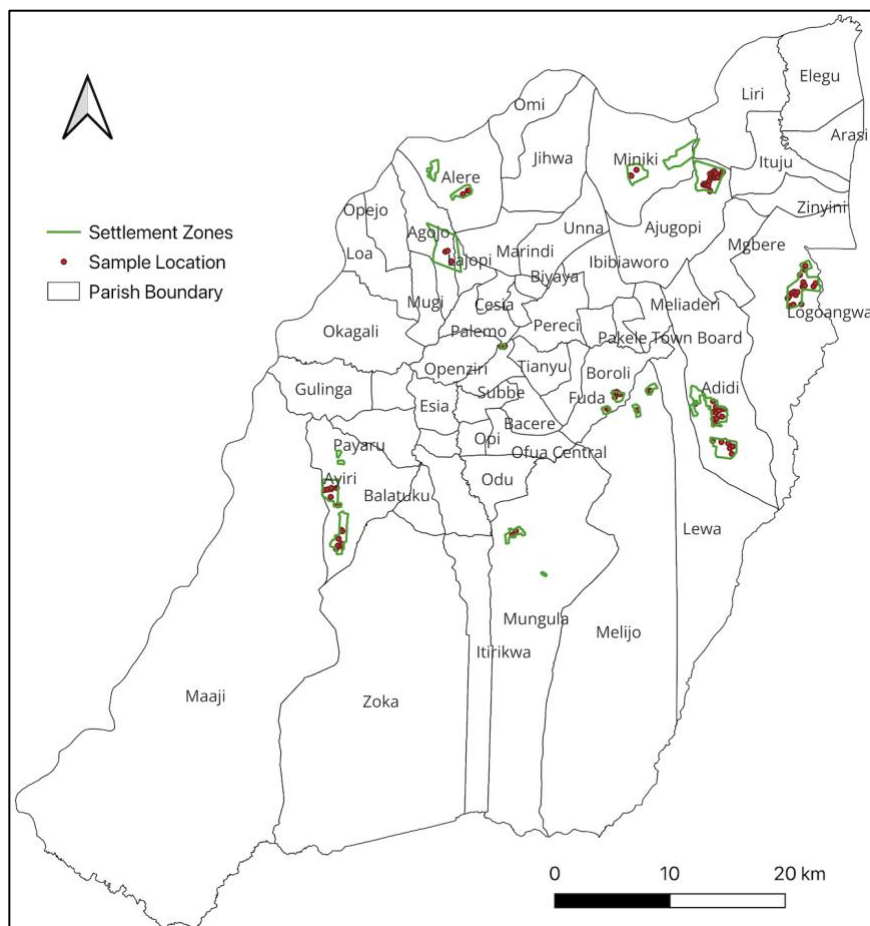 Elegu
Liri
Omi
Arasi
Jihwa
Miniki
Ituju
Alere
Zinyini
Opejo
Unna
Ajugopi
Agojo
Mgbere
Settlement Zones
Loa
Marindi
Sample Location
Ibibiaworo
Biyaya
Parish Boundary
Mugi
Cesia
Meliaderi
Logoangwa
Okagali
Palemo
Pereci
Pakele Town Board
Openziri
Tianyu
Boroli
Gulinga
Subbe
Adidi
Esia
Fuda
Bacere
Payaru
Opi
Ofua Central
Ayiri
Odu
Balatuku
Lewa
Mungula
Melijo
Itirikwa
Maaji
Zoka
0 10 20 km